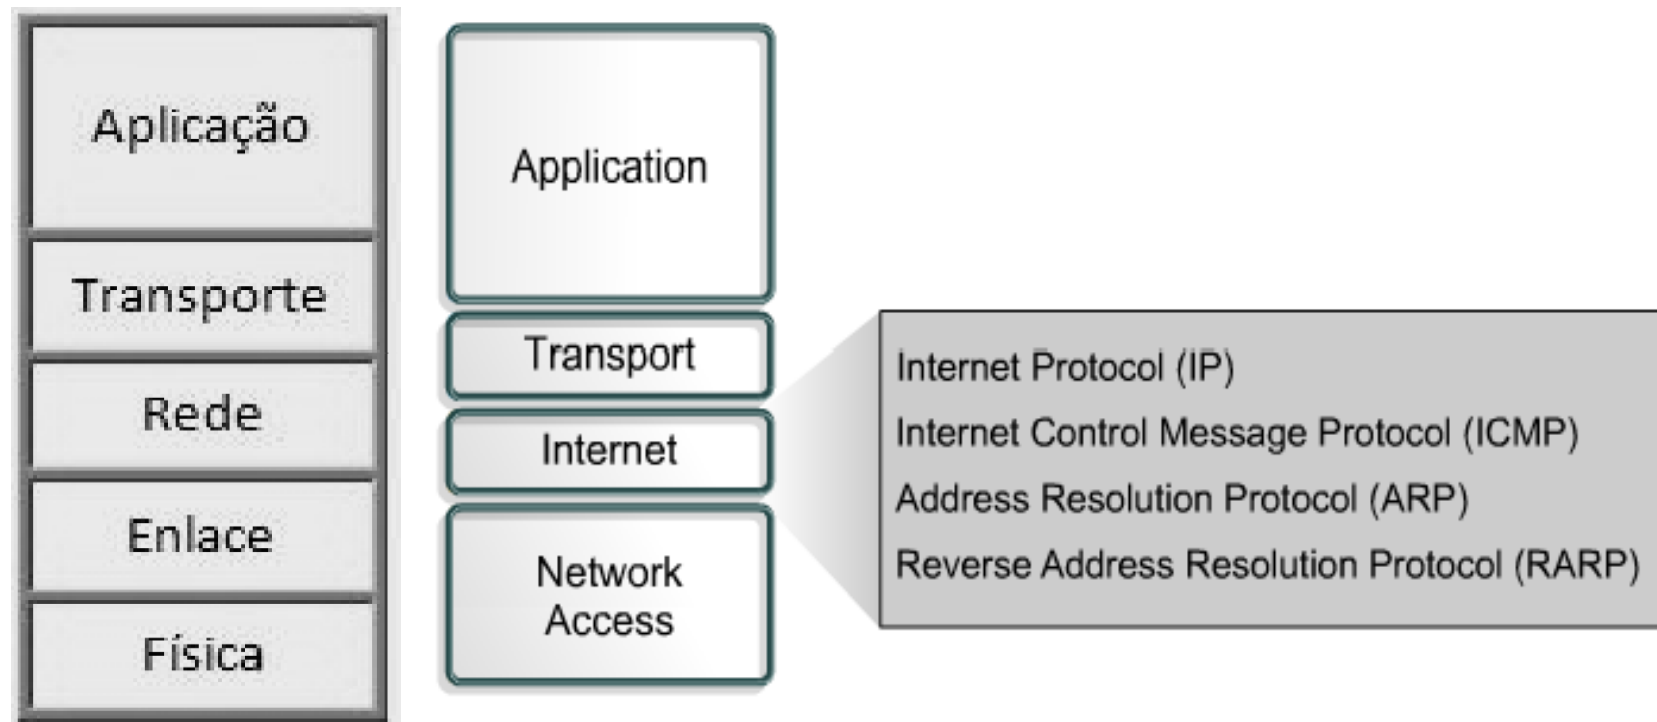 Aplicação
Transporte
Rede
Enlace
Física
Application
Transport
Internet
Network
Access
Internet Protocol (IP)
Internet Control Message Protocol (ICMP)
Address Resolution Protocol (ARP)
Reverse Address Resolution Protocol (RARP)